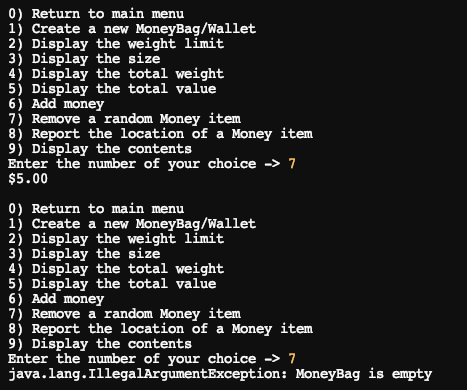 0) Return to main menu
1) Create a new MoneyBag/Wallet
2) Display the weight limit
3) Display the size
4) Display the total weight
5) Display the total value
6) Add money
7) Remove a random Money item
8) Report the location of a Money item
9) Display the contents
Enter the number of your choice -> 7
$5.00

0) Return to main menu
1) Create a new MoneyBag/Wallet
2) Display the weight limit
3) Display the size
4) Display the total weight
5) Display the total value
6) Add money
7) Remove a random Money item
8) Report the location of a Money item
9) Display the contents
Enter the number of your choice -> 7
java.lang.IllegalArgumentException: MoneyBag is empty